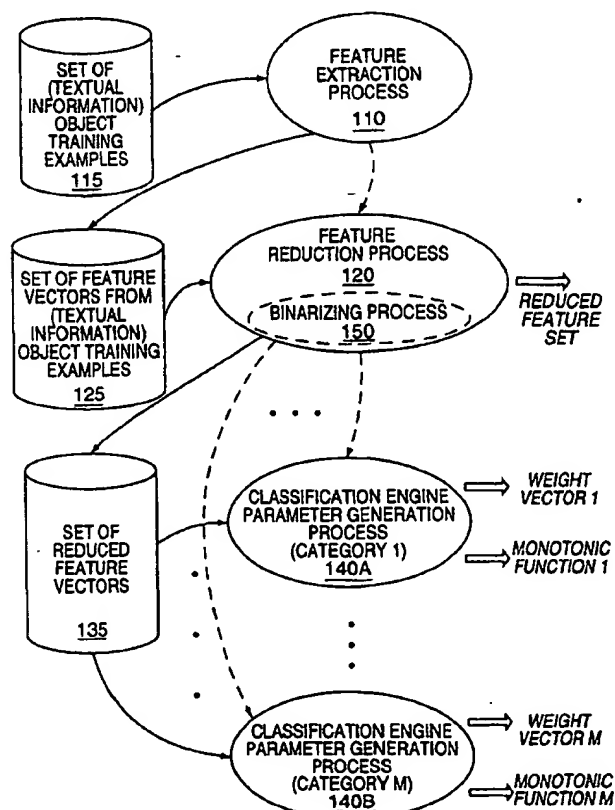 SET OF
(TEXTUAL
INFORMATION)
OBJECT
TRAINING
EXAMPLES
115
FEATURE
EXTRACTION
PROCESS
110
SET OF FEATURE
VECTORS FROM
(TEXTUAL
INFORMATION)
OBJECT TRAINING
EXAMPLES
125
FEATURE
REDUCTION PROCESS
120
BINARIZING PROCESS
150
REDUCED
FEATURE
SET
SET OF
REDUCED
FEATURE
VECTORS
135
CLASSIFICATION ENGINE
PARAMETER GENERATION
PROCESS
(CATEGORY 1)
140A
WEIGHT
VECTOR 1
MONOTONIC
FUNCTION 1
CLASSIFICATION ENGINE
PARAMETER GENERATION
PROCESS
(CATEGORY M)
140B
WEIGHT
VECTOR M
MONOTONIC
FUNCTION M